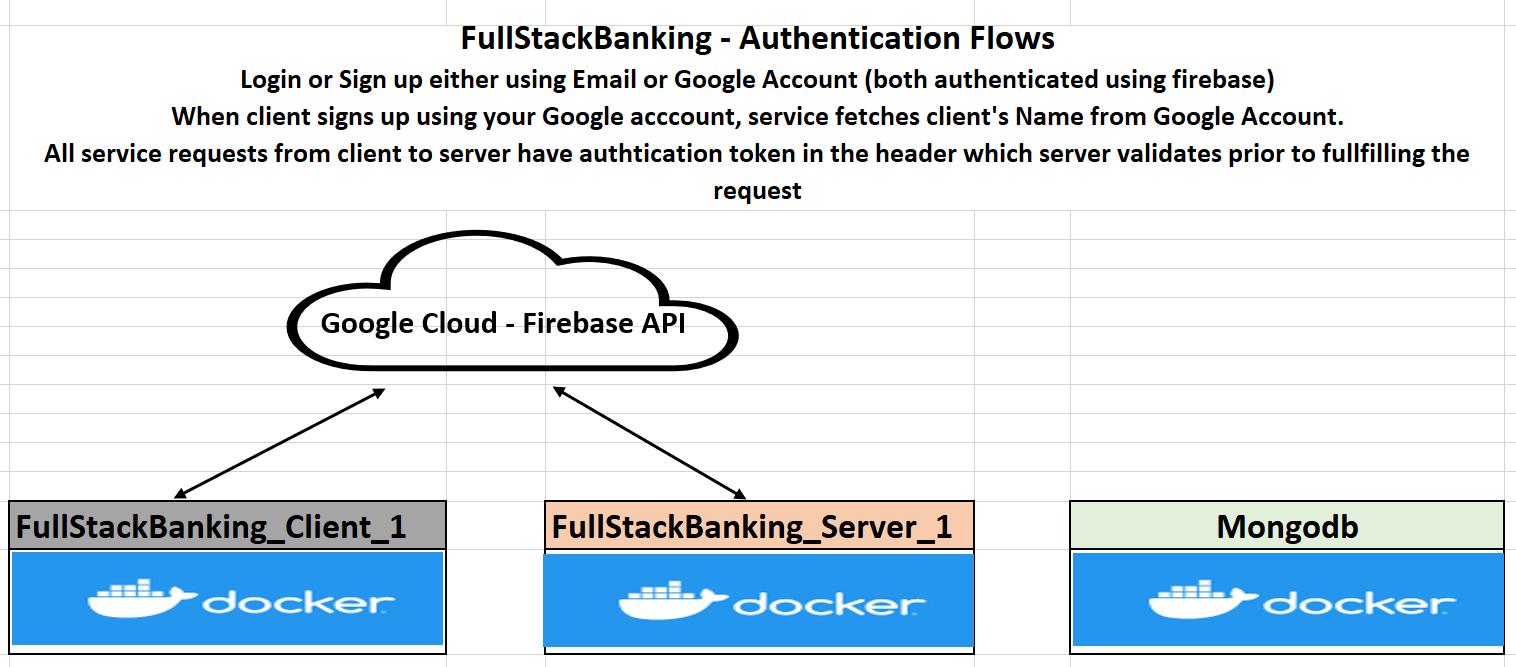 FullStackBanking - Authentication Flows
Login or Sign up either using Email or Google Account (both authenticated using firebase)
When client signs up using your Google acccount, service fetches client's Name from Google Account.
All service requests from client to server have authtication token in the header which server validates prior to fullfilling the
request
Google Cloud - Firebase API
FullStackBanking_Client_1
FullStackBanking_Server_1
Mongodb
docker
docker
docker